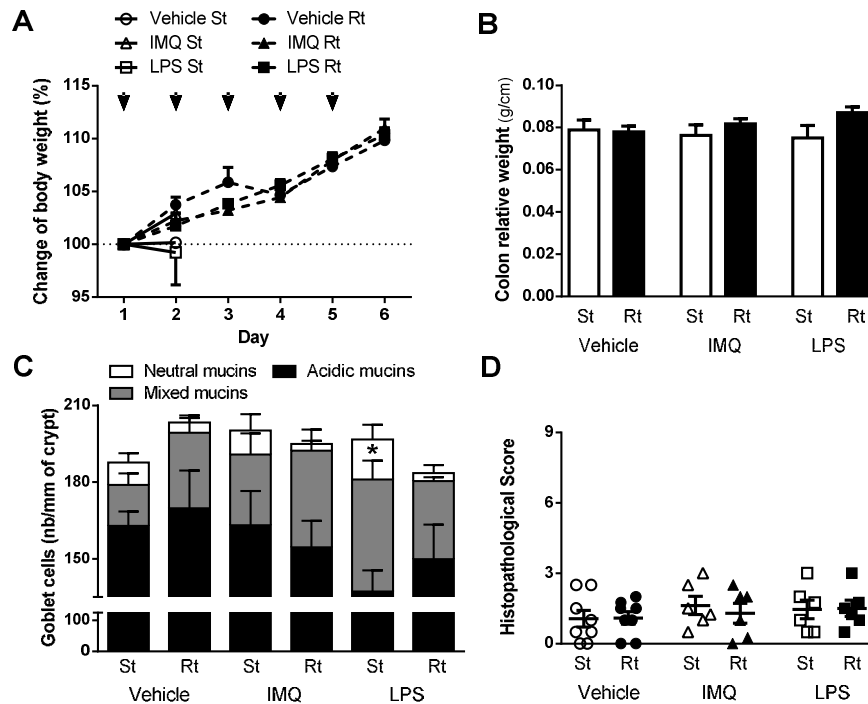 A
Vehicle St
Vehicle Rt
IMQ St
IMQ Rt
LPS St
LPS Rt
Change of body weight (%)
115
110
105
100
95
1 2 3 4 5 6
Day
B
Colon relative weight (g/cm)
0.10
0.08
0.06
0.04
0.02
0.00
St Rt St Rt St Rt
Vehicle IMQ LPS
C
Neutral mucins
Acidic mucins
Mixed mucins
Goblet cells (nb/mm of crypt)
210
180
150
100
0
*
St Rt St Rt St Rt
Vehicle IMQ LPS
D
Histopathological Score
9
6
3
0
St Rt St Rt St Rt
Vehicle IMQ LPS